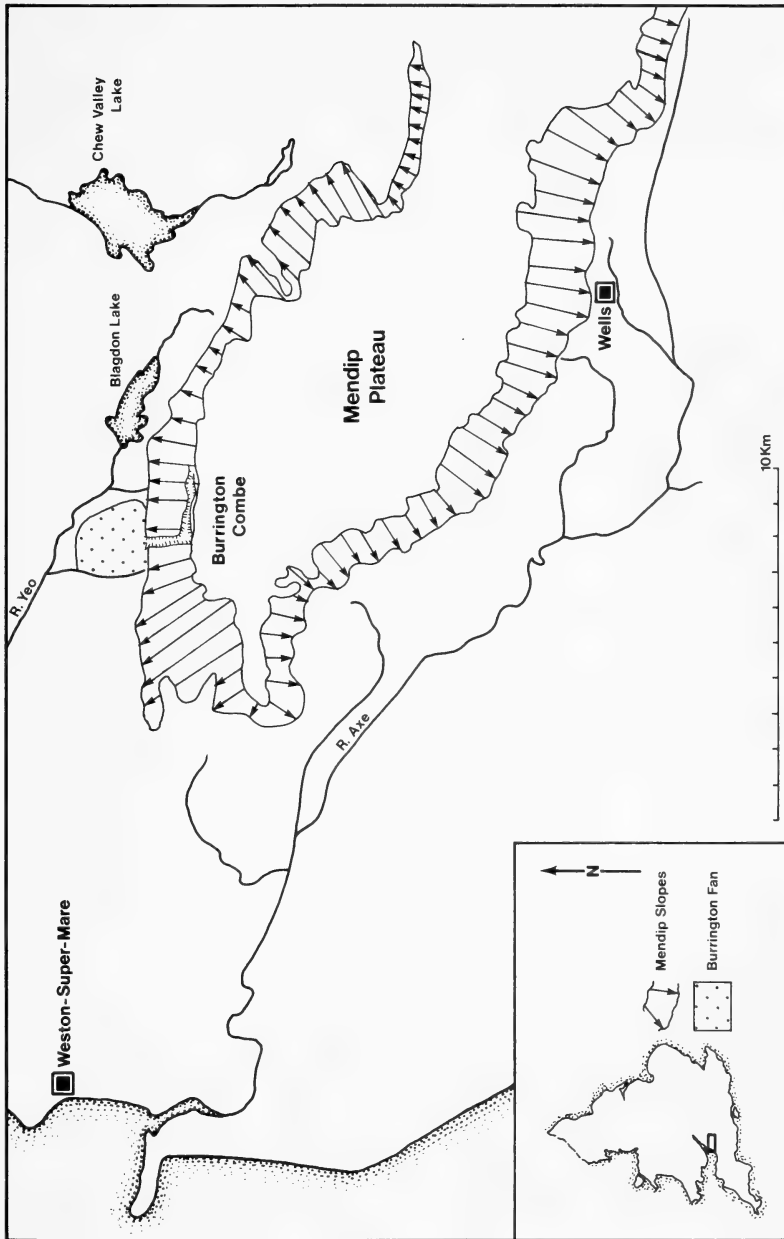 Weston-Super-Mare
R. Yeo
Blagdon Lake
Chew Valley
Lake
Burrington
Combe
Mendip
Plateau
R. Axe
Wells
N
Mendip Slopes
Burrington Fan
10Km